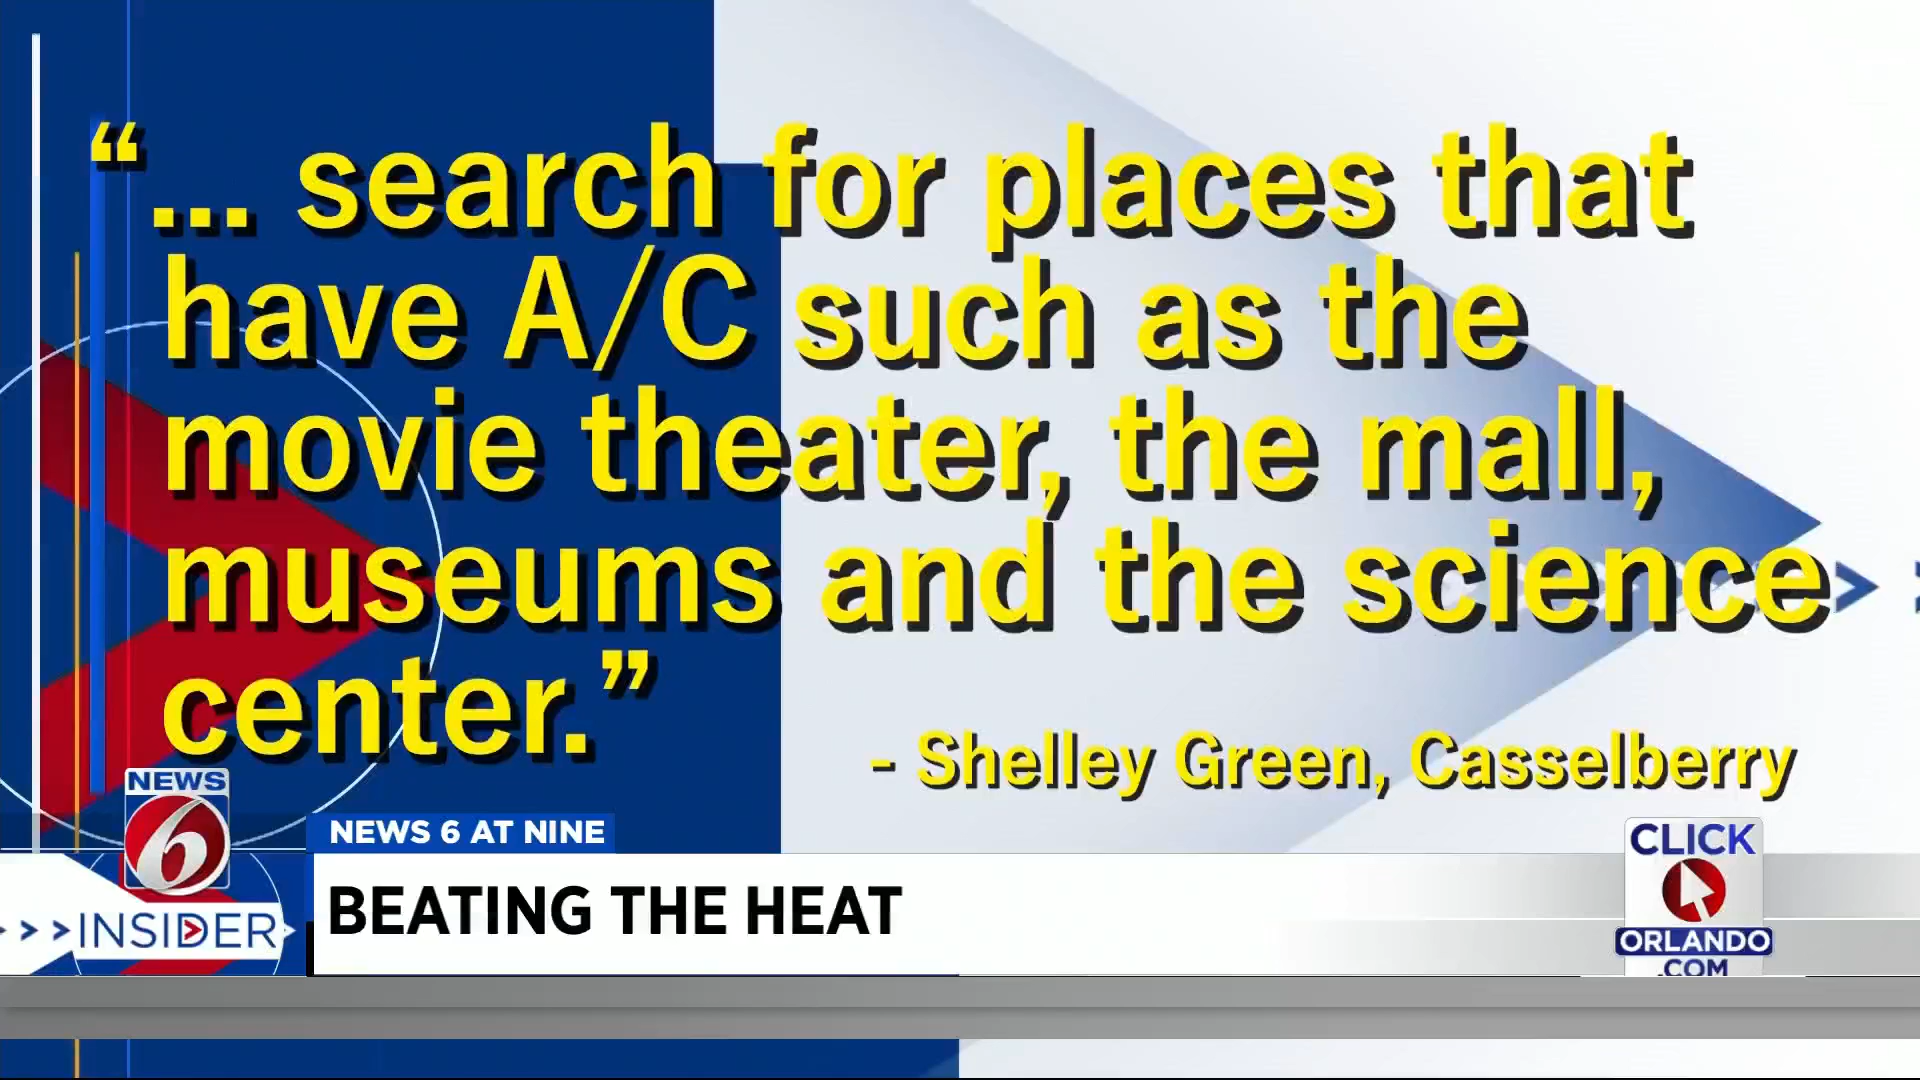 “... search for places that
have A/C such as the
movie theater, the mall,
museums and the science
center.”
- Shelley Green, Casselberry
NEWS
6
INSIDER
NEWS 6 AT NINE
BEATING THE HEAT
CLICK
ORLANDO
.COM